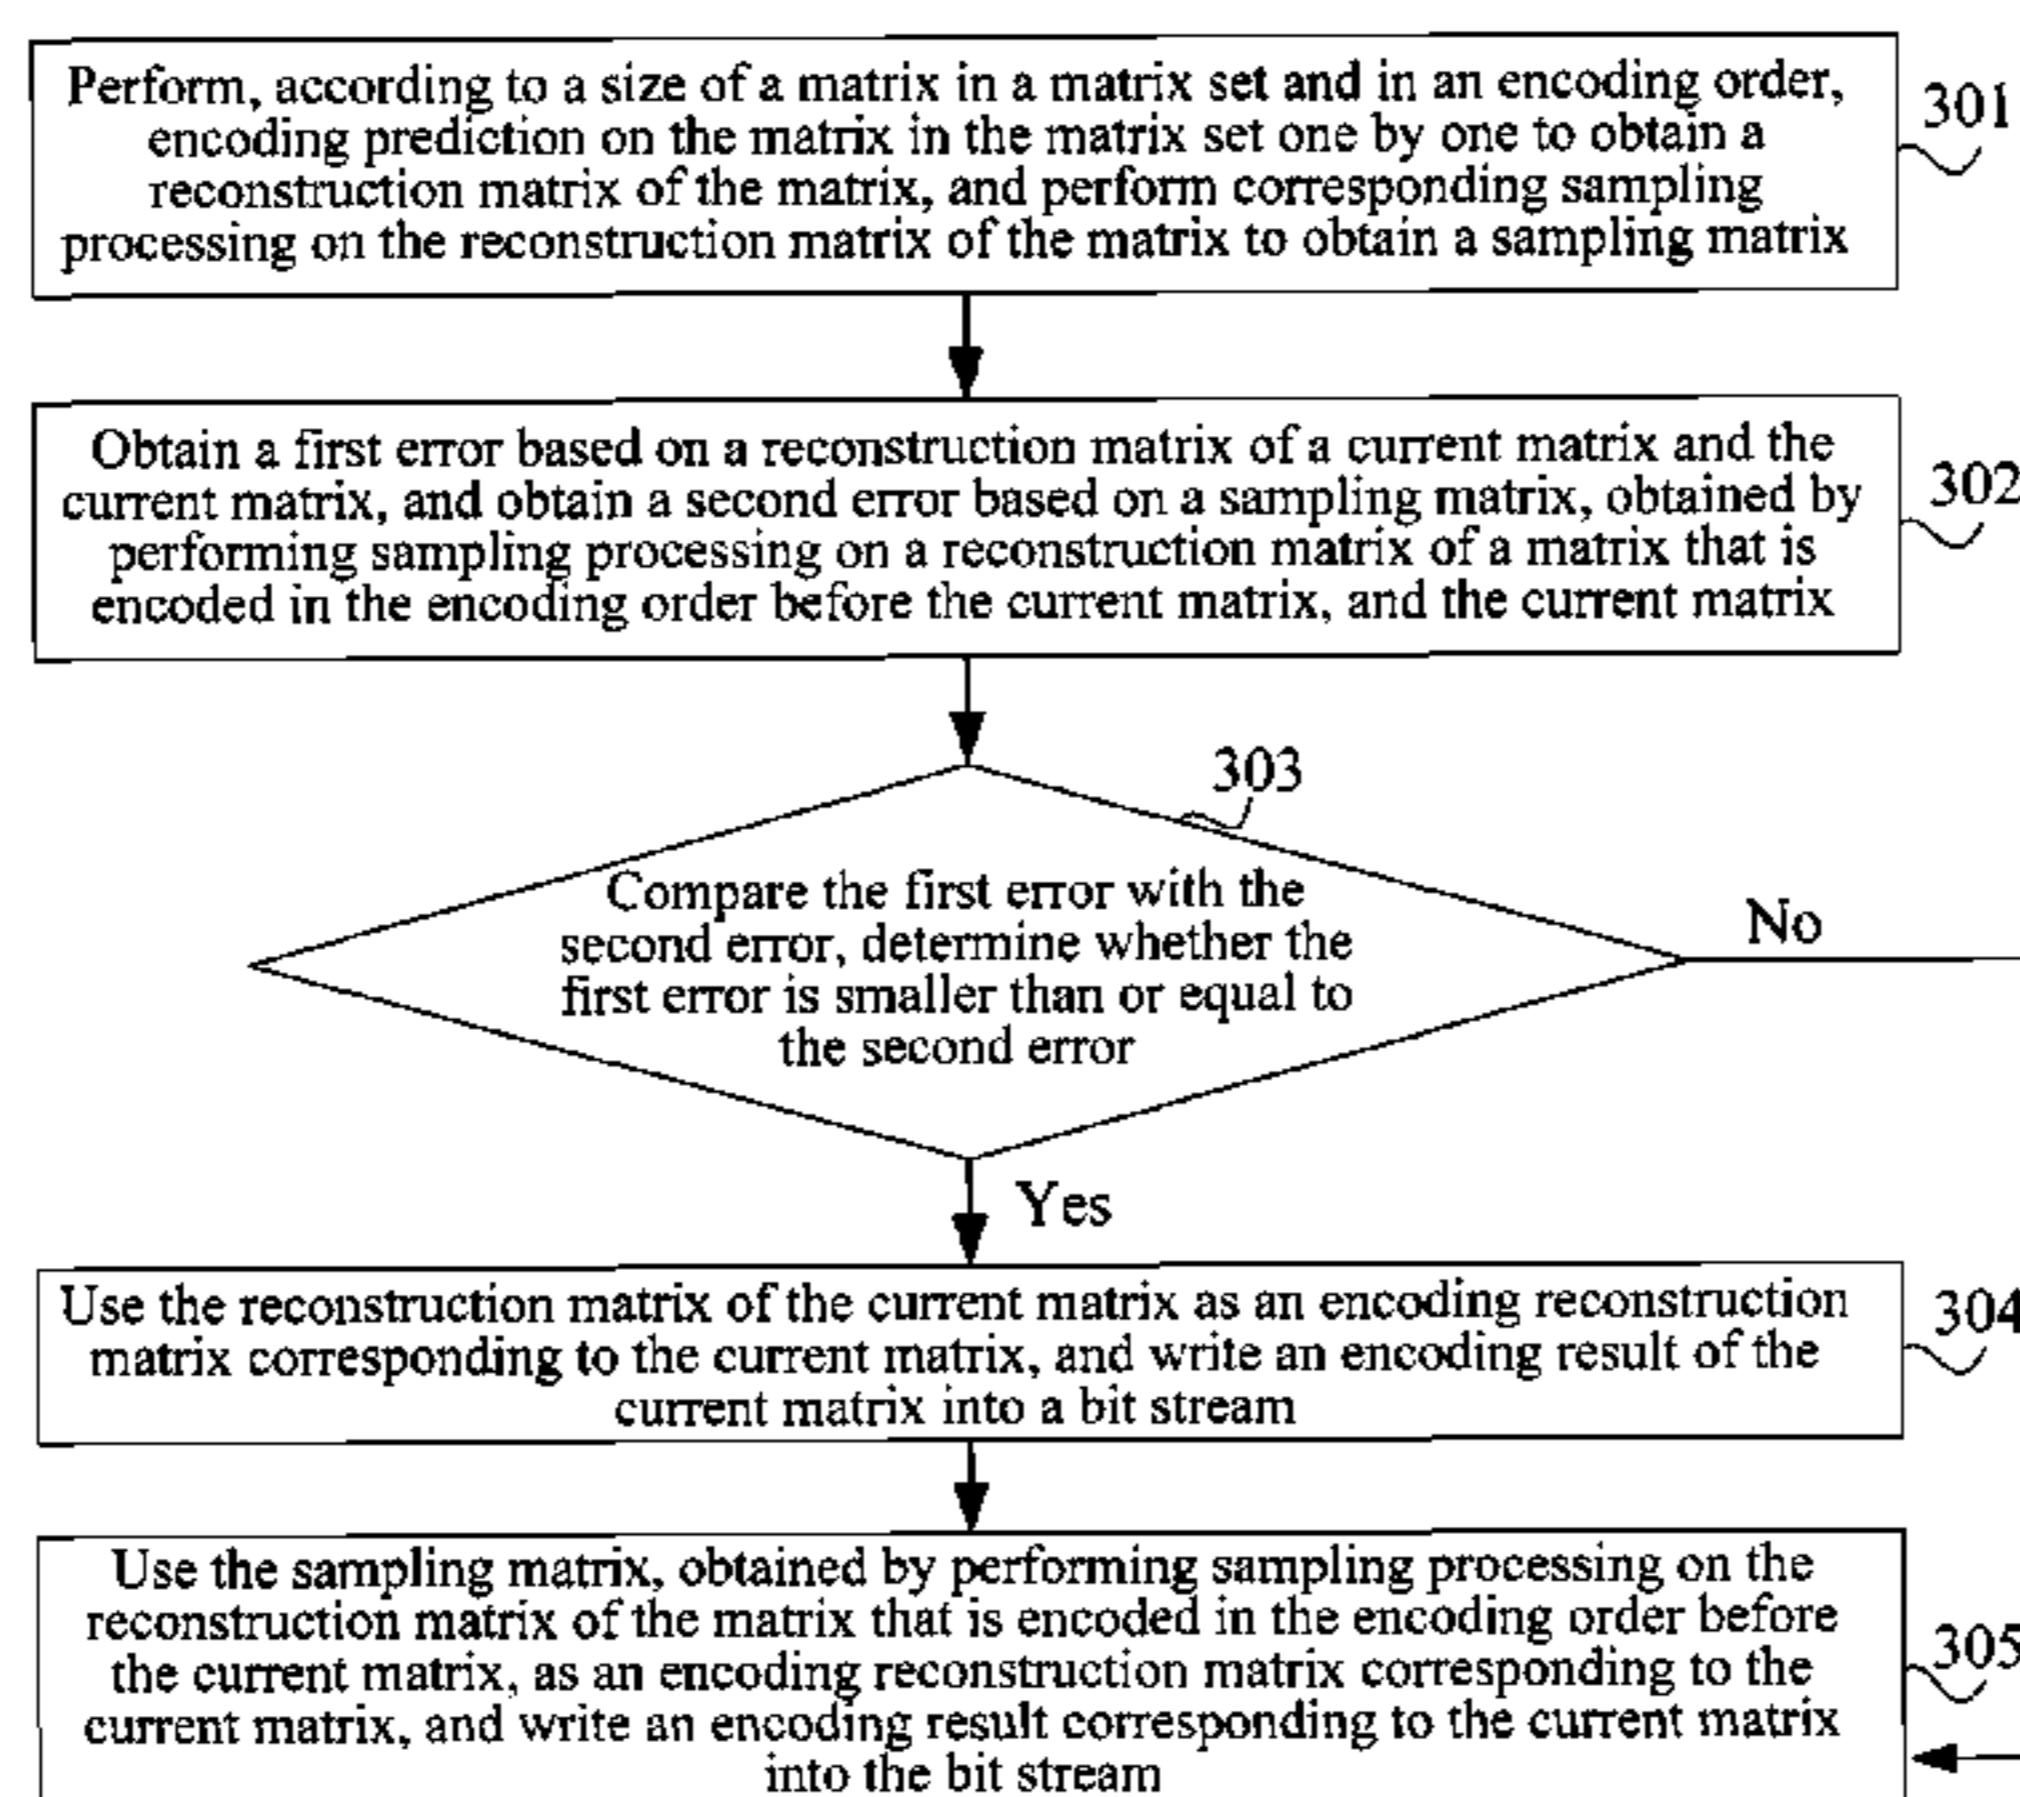 Perform, according to a size of a matrix in a matrix set and in an encoding order,
encoding prediction on the matrix in the matrix set one by one to obtain a
reconstruction matrix of the matrix, and perform corresponding sampling
processing on the reconstruction matrix of the matrix to obtain a sampling matrix
301
Obtain a first error based on a reconstruction matrix of a current matrix and the
current matrix, and obtain a second error based on a sampling matrix, obtained by
performing sampling processing on a reconstruction matrix of a matrix that is
encoded in the encoding order before the current matrix, and the current matrix
302
303
Compare the first error with the
second error, determine whether the
first error is smaller than or equal to
the second error
No
Yes
Use the reconstruction matrix of the current matrix as an encoding reconstruction
matrix corresponding to the current matrix, and write an encoding result of the
current matrix into a bit stream
304
Use the sampling matrix, obtained by performing sampling processing on the
reconstruction matrix of the matrix that is encoded in the encoding order before
the current matrix, as an encoding reconstruction matrix corresponding to the
current matrix, and write an encoding result corresponding to the current matrix
into the bit stream
305